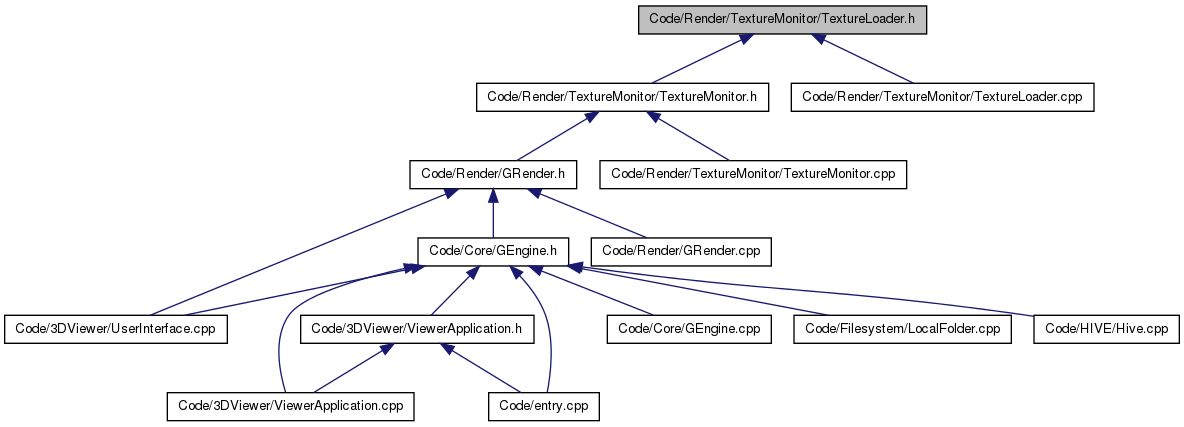 Code/Render/TextureMonitor/TextureLoader.h
Code/Render/TextureMonitor/TextureMonitor.h
Code/Render/TextureMonitor/TextureLoader.cpp
Code/Render/GRender.h
Code/Render/TextureMonitor/TextureMonitor.cpp
Code/Core/GEngine.h
Code/Render/GRender.cpp
Code/3DViewer/UserInterface.cpp
Code/3DViewer/ViewerApplication.h
Code/Core/GEngine.cpp
Code/Filesystem/LocalFolder.cpp
Code/HIVE/Hive.cpp
Code/3DViewer/ViewerApplication.cpp
Code/entry.cpp